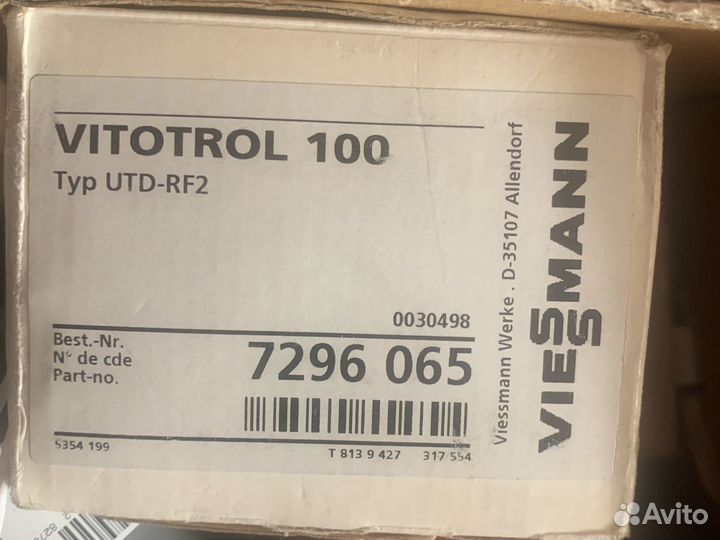 VITOTROL 100
Typ UTD-RF2
0030498
Best.-Nr.
N° de cde
Part-no.
7296 065
5354 199
T 813 9 427
317 554
Viessmann Werke . D-35107 Allendorf
VIESSMANN
Avito